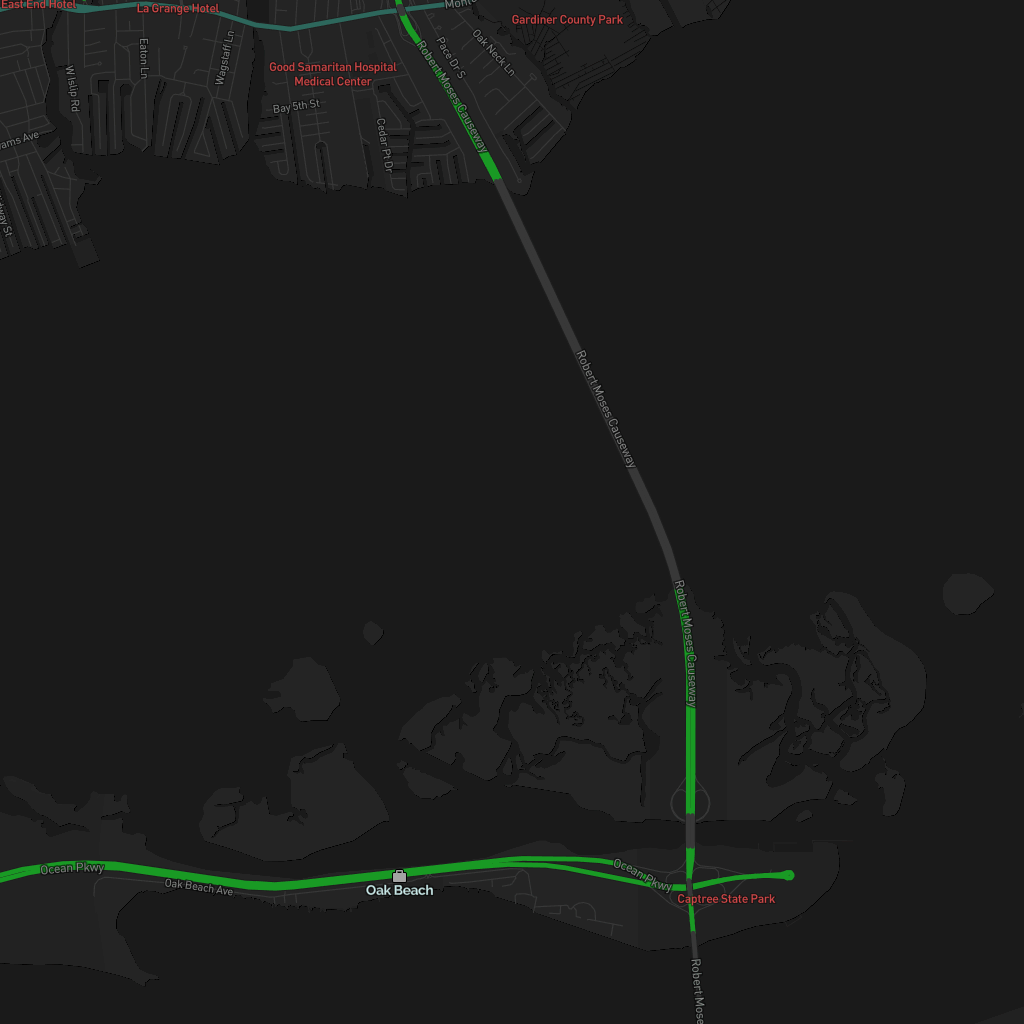 East End Hotel
La Grange Hotel
Gardiner County Park
Eaton Ln
Wagstaff Ln
W Islip Rd
Good Samaritan Hospital
Medical Center
Robert Moses Causeway
Pace Dr S
Oak Neck Ln
Bay 5th St
Cedar Pt Dr
Robert Moses Causeway
Robert Moses Causeway
Ocean Pkwy
Oak Beach Ave
Oak Beach
Ocean Pkwy
Captree State Park
Robert Mose